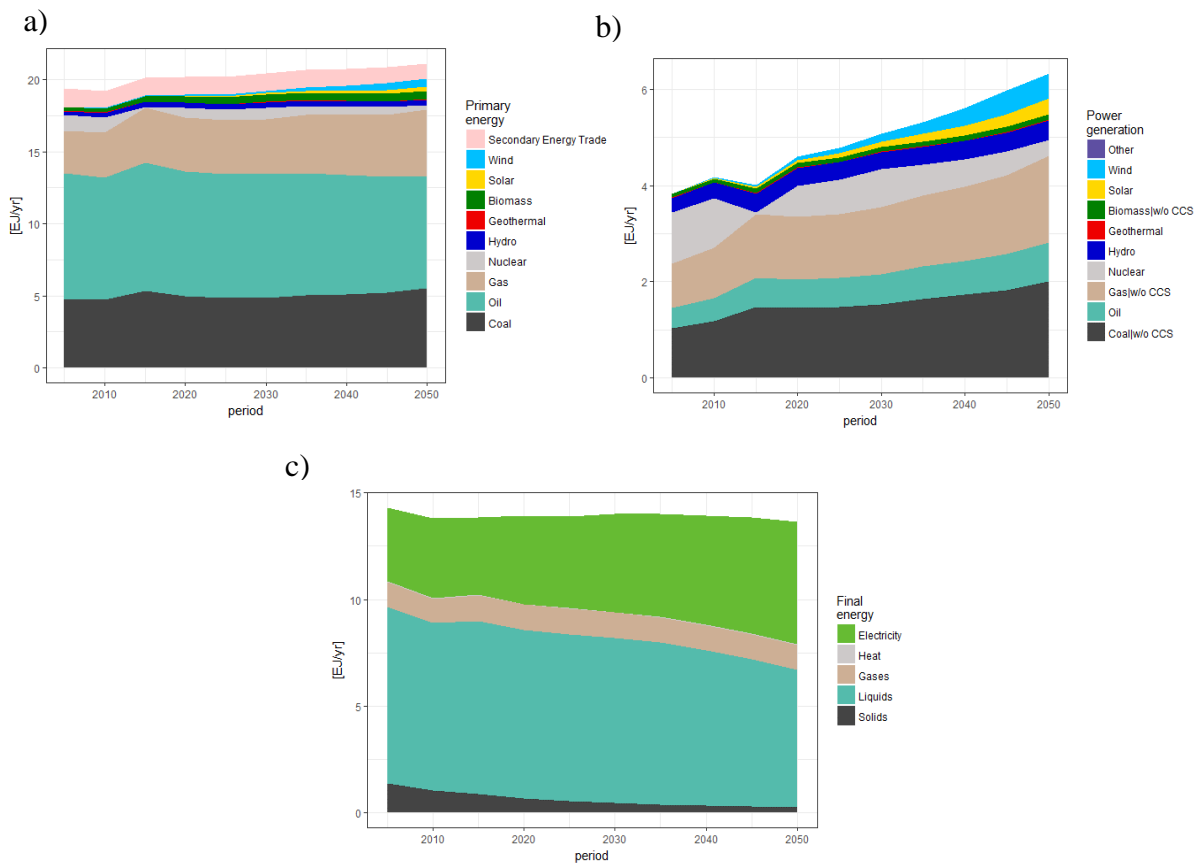 a)
[EJ/yr]
20
15
10
5
0
2010 2020 2030 2040 2050
period
Primary
energy
Secondary Energy Trade
Wind
Solar
Biomass
Geothermal
Hydro
Nuclear
Gas
Oil
Coal
b)
[EJ/yr]
6
4
2
0
2010 2020 2030 2040 2050
period
Power
generation
Other
Wind
Solar
Biomass|w/o CCS
Geothermal
Hydro
Nuclear
Gas|w/o CCS
Oil
Coal|w/o CCS
c)
[EJ/yr]
15
10
5
0
2010 2020 2030 2040 2050
period
Final
energy
Electricity
Heat
Gases
Liquids
Solids